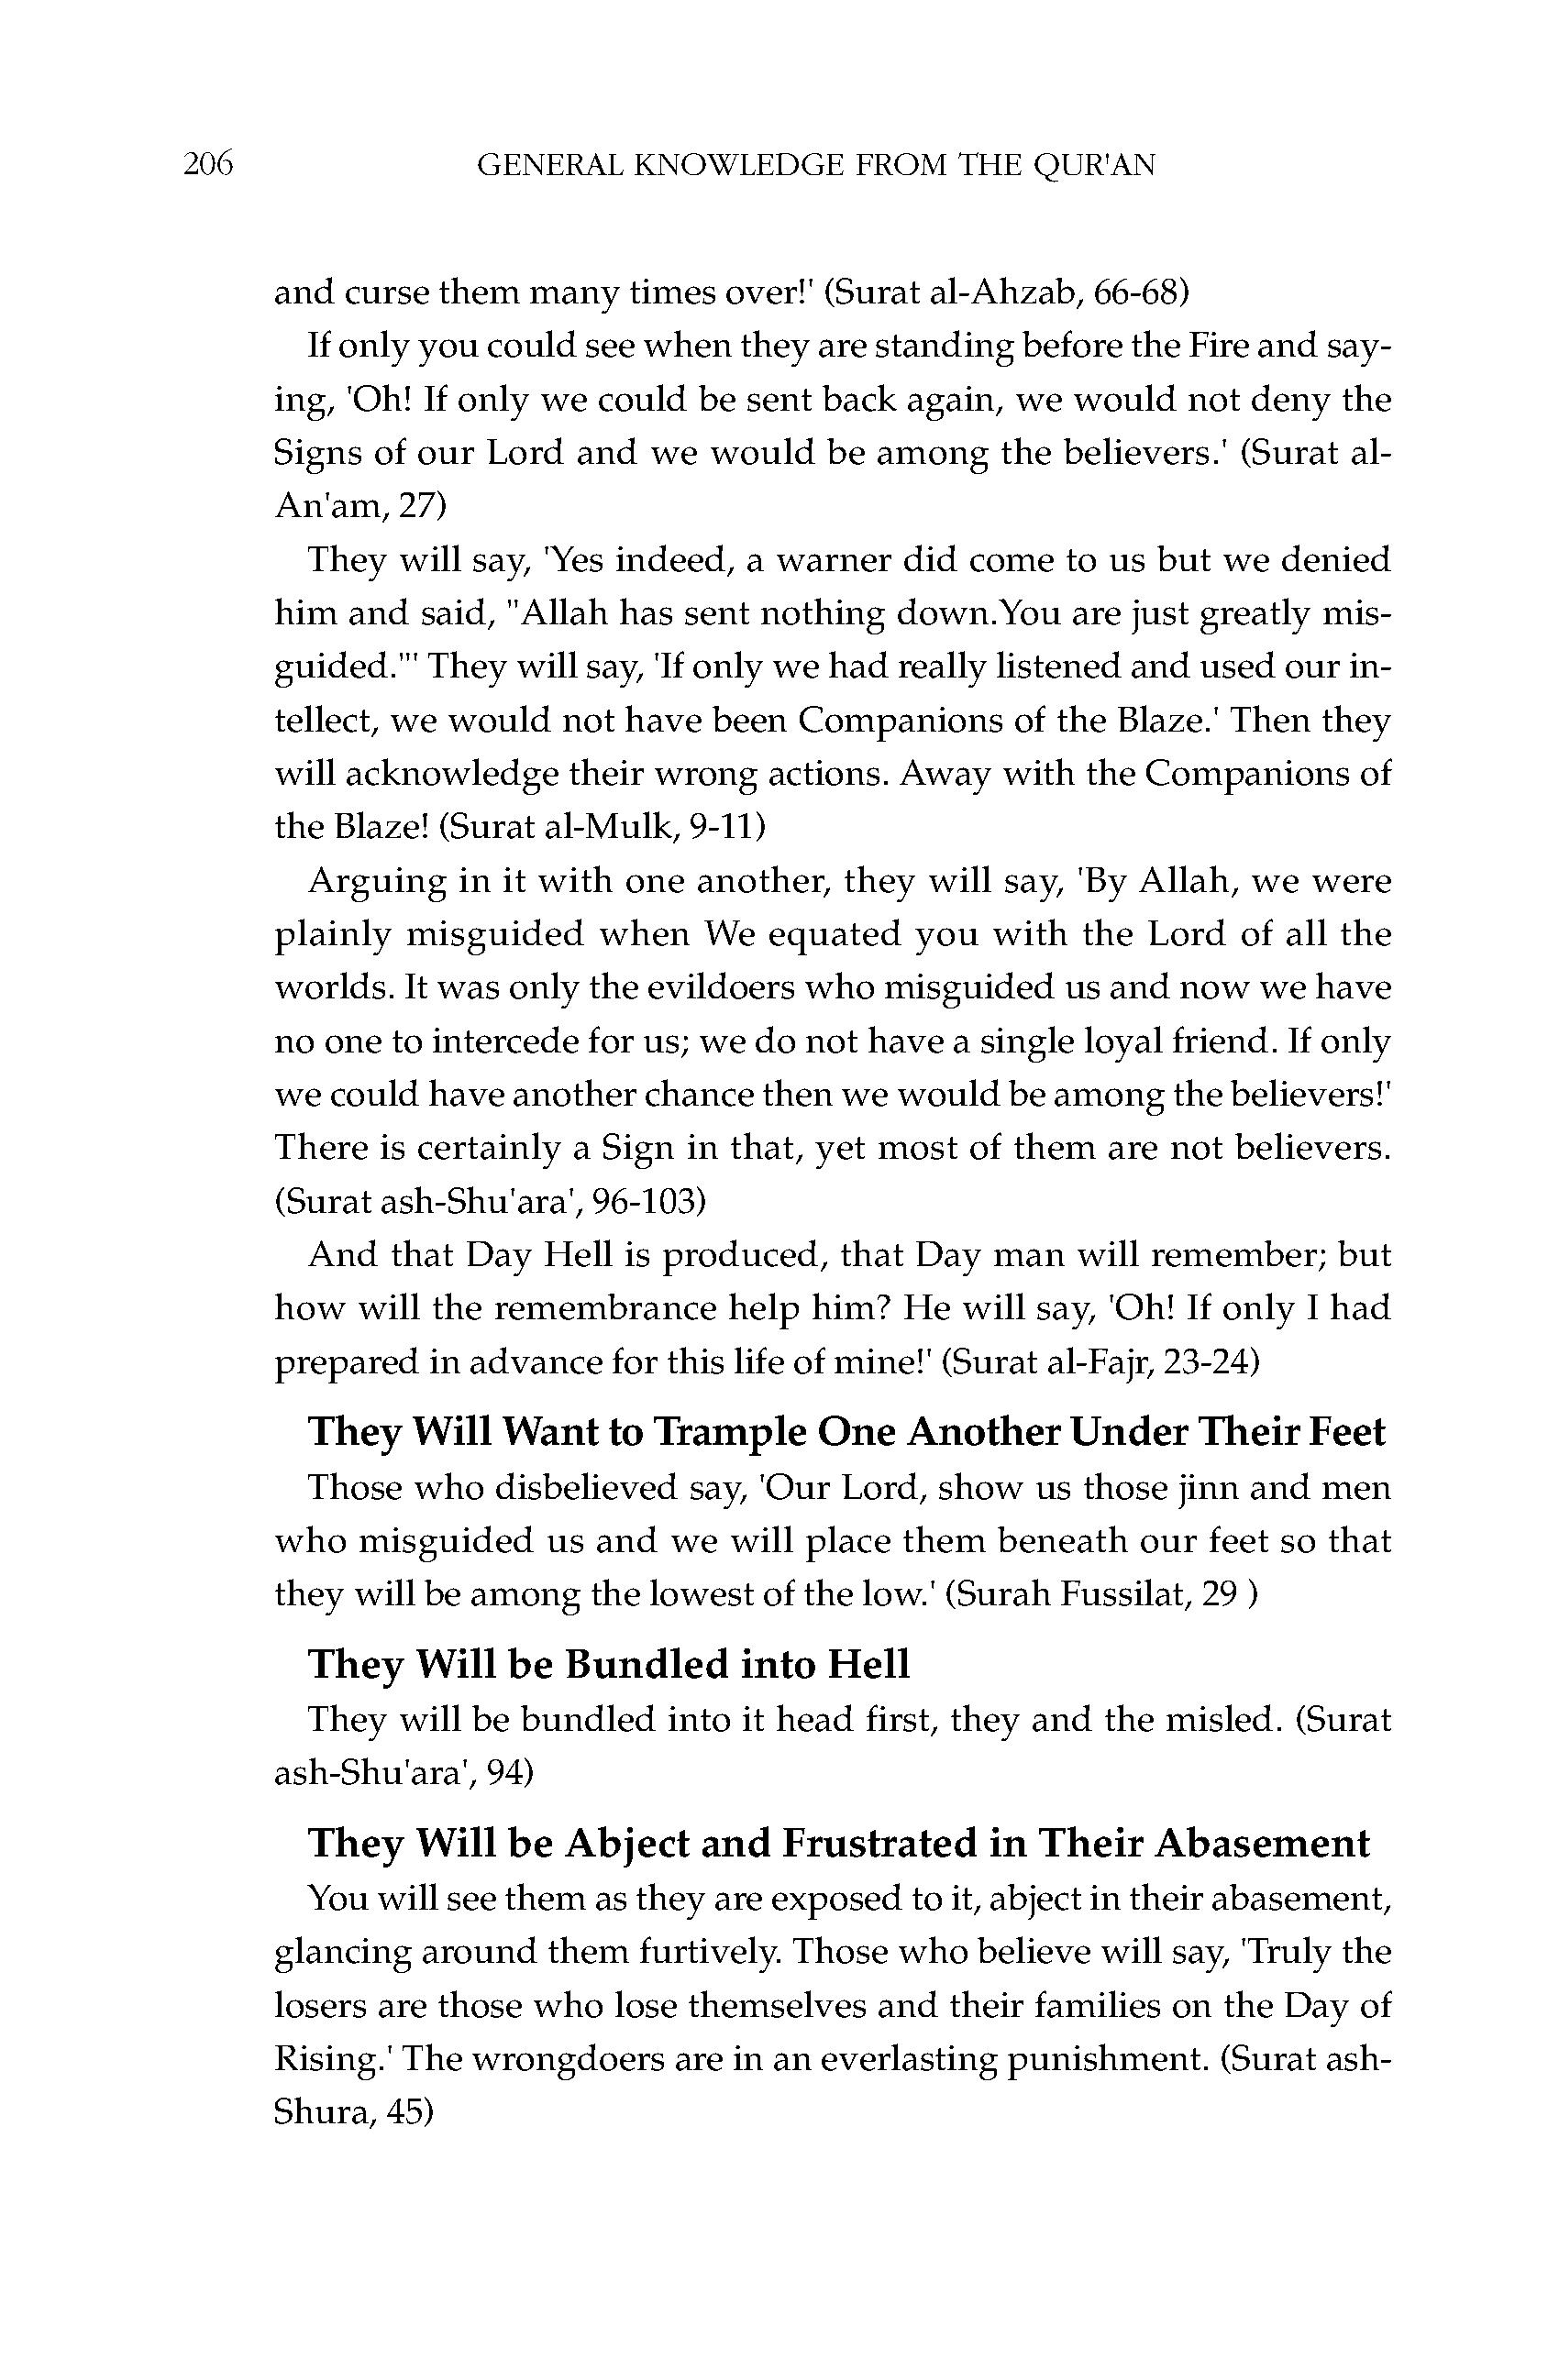 206 GENERAL KNOWLEDGE FROM THE QUR'AN
and curse them many times over!' (Surat al-Ahzab, 66-68)
If only you could see when they are standing before the Fire and say-
ing, 'Oh! If only we could be sent back again, we would not deny the
Signs of our Lord and we would be among the believers.' (Surat al-
An'am, 27)
They will say, 'Yes indeed, a warner did come to us but we denied
him and said, "Allah has sent nothing down.You are just greatly mis-
guided."' They will say, 'If only we had really listened and used our in-
tellect, we would not have been Companions of the Blaze.' Then they
will acknowledge their wrong actions. Away with the Companions of
the Blaze! (Surat al-Mulk, 9-11)
Arguing in it with one another, they will say, 'By Allah, we were
plainly misguided when We equated you with the Lord of all the
worlds. It was only the evildoers who misguided us and now we have
no one to intercede for us; we do not have a single loyal friend. If only
we could have another chance then we would be among the believers!'
There is certainly a Sign in that, yet most of them are not believers.
(Surat ash-Shu'ara', 96-103)
And that Day Hell is produced, that Day man will remember; but
how will the remembrance help him? He will say, 'Oh! If only I had
prepared in advance for this life of mine!' (Surat al-Fajr, 23-24)
They Will Want to Trample One Another Under Their Feet
Those who disbelieved say, 'Our Lord, show us those jinn and men
who misguided us and we will place them beneath our feet so that
they will be among the lowest of the low.' (Surah Fussilat, 29 )
They Will be Bundled into Hell
They will be bundled into it head first, they and the misled. (Surat
ash-Shu'ara', 94)
They Will be Abject and Frustrated in Their Abasement
You will see them as they are exposed to it, abject in their abasement,
glancing around them furtively. Those who believe will say, 'Truly the
losers are those who lose themselves and their families on the Day of
Rising.' The wrongdoers are in an everlasting punishment. (Surat ash-
Shura, 45)